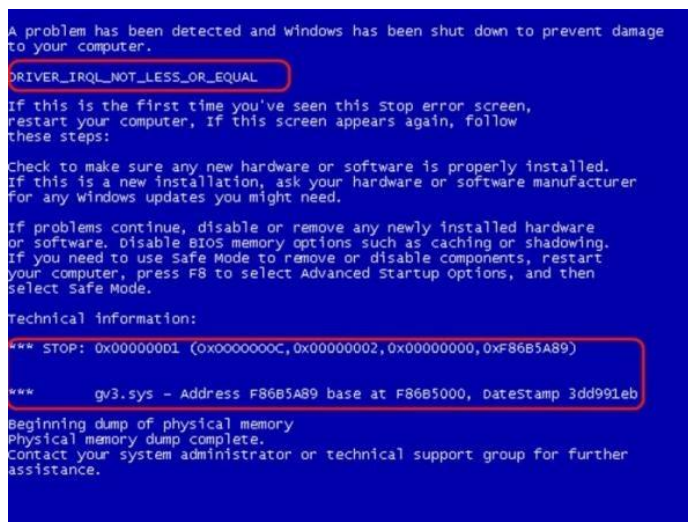 A problem has been detected and Windows has been shut down to prevent damage
to your computer.
DRIVER_IRQL_NOT_LESS_OR_EQUAL
If this is the first time you've seen this Stop error screen,
restart your computer, If this screen appears again, follow
these steps:
Check to make sure any new hardware or software is properly installed.
If this is a new installation, ask your hardware or software manufacturer
for any Windows updates you might need.
If problems continue, disable or remove any newly installed hardware
or software. Disable BIOS memory options such as caching or shadowing.
If you need to use Safe Mode to remove or disable components, restart
your computer, press F8 to select Advanced Startup Options, and then
select Safe Mode.
Technical information:
*** STOP: 0x000000D1 (0x0000000C,0x00000002,0x00000000,0xF86B5A89)
*** gv3.sys - Address F86B5A89 base at F86B5000, DateStamp 3dd991eb
Beginning dump of physical memory
Physical memory dump complete.
Contact your system administrator or technical support group for further
assistance.